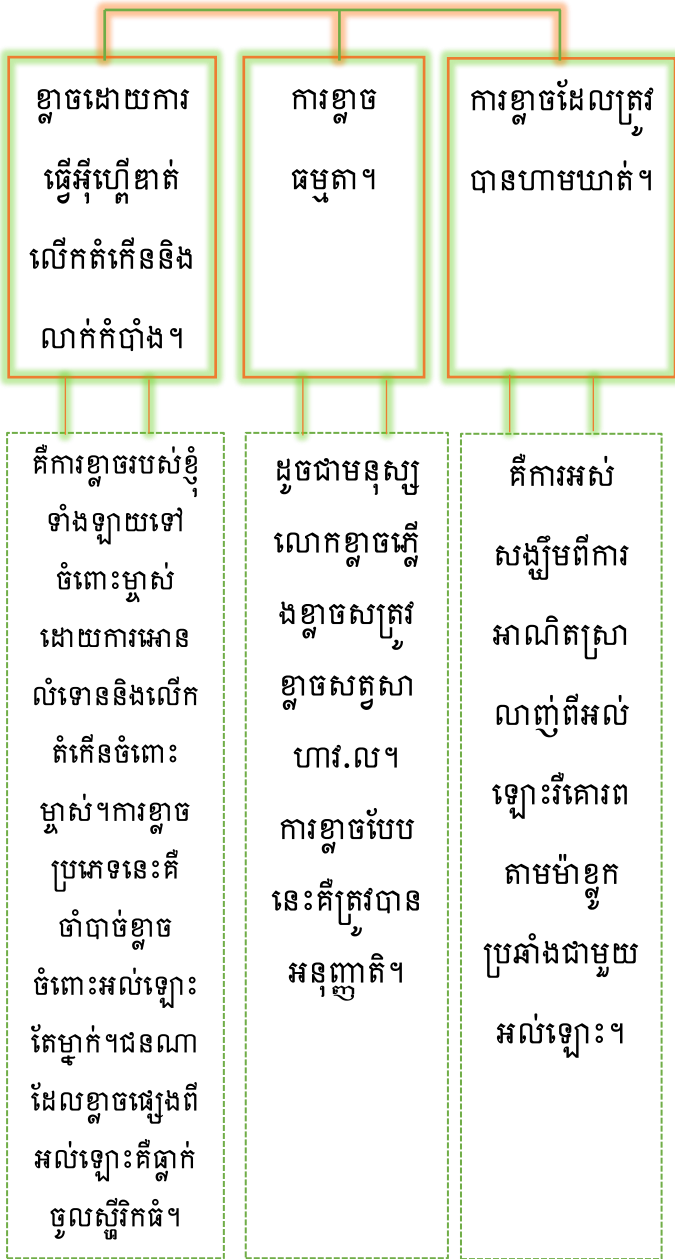 ខ្លាចដោយការ
ធ្វើអ៊ីហ្ពើឌាត់
លើកតំកើននិង
លាក់កំបាំង។
ការខ្លាច
ធម្មតា។
ការខ្លាចដែលត្រូវ
បានហាមឃាត់។
គឺការខ្លាចរបស់ខ្ញុំ
ទាំងឡាយទៅ
ចំពោះម្ចាស់
ដោយការអោន
លំទោននិងលើក
តំកើនចំពោះ
ម្ចាស់។ការខ្លាច
ប្រភេទនេះគឺ
ចាំបាច់ខ្លាច
ចំពោះអល់ឡោះ
តែម្នាក់។ជនណា
ដែលខ្លាចផ្សេងពី
អល់ឡោះគឺធ្លាក់
ចូលស្ហ៊ីរិកធំ។
ដូចជាមនុស្ស
លោកខ្លាចភ្លើ
ងខ្លាចសត្រូវ
ខ្លាចសត្វសា
ហាវ.ល។
ការខ្លាចបែប
នេះគឺត្រូវបាន
អនុញ្ញាតិ។
គឺការអស់
សង្ឃឹមពីការ
អាណិតស្រា
លាញ់ពីអល់
ឡោះរឺគោរព
តាមម៉ាខ្លូក
ប្រឆាំងជាមួយ
អល់ឡោះ។